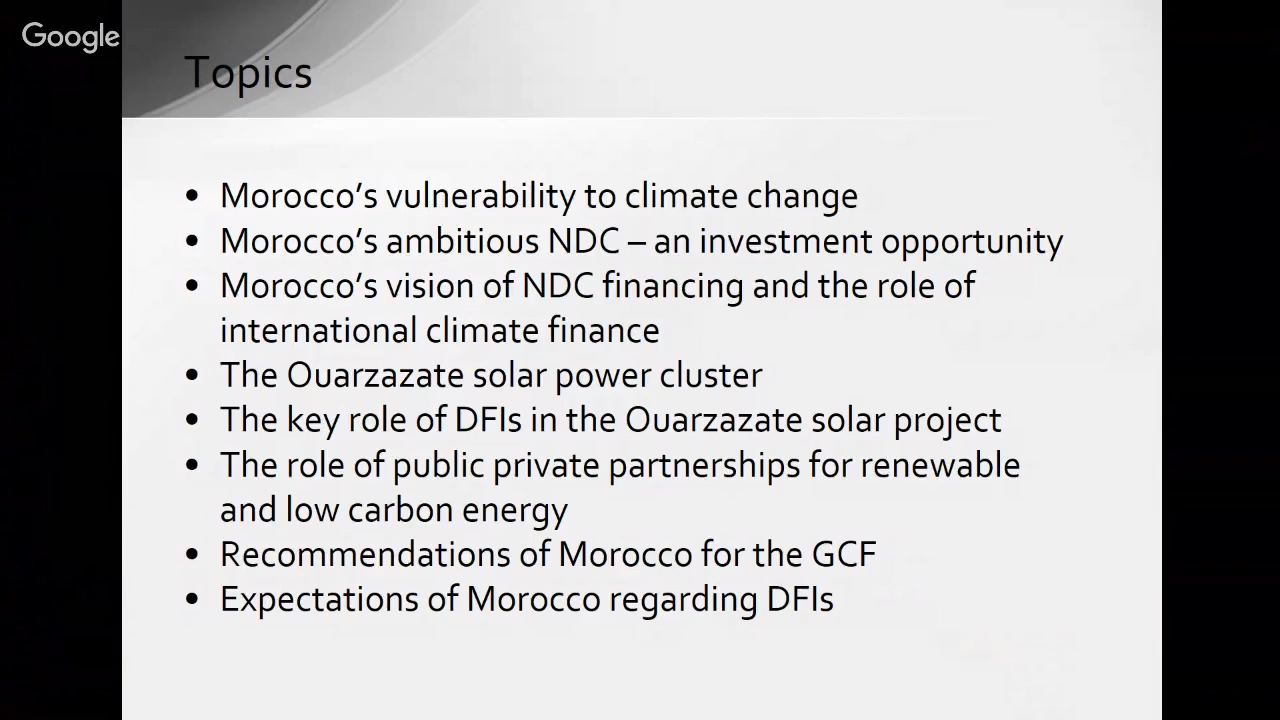 Google
Topics
• Morocco’s vulnerability to climate change
• Morocco’s ambitious NDC – an investment opportunity
• Morocco’s vision of NDC financing and the role of
international climate finance
• The Ouarzazate solar power cluster
• The key role of DFIs in the Ouarzazate solar project
• The role of public private partnerships for renewable
and low carbon energy
• Recommendations of Morocco for the GCF
• Expectations of Morocco regarding DFIs